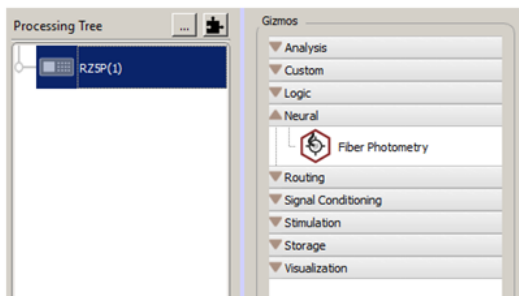 Processing Tree
...
RZ5P(1)
Gizmos
Analysis
Custom
Logic
Neural
Fiber Photometry
Routing
Signal Conditioning
Stimulation
Storage
Visualization